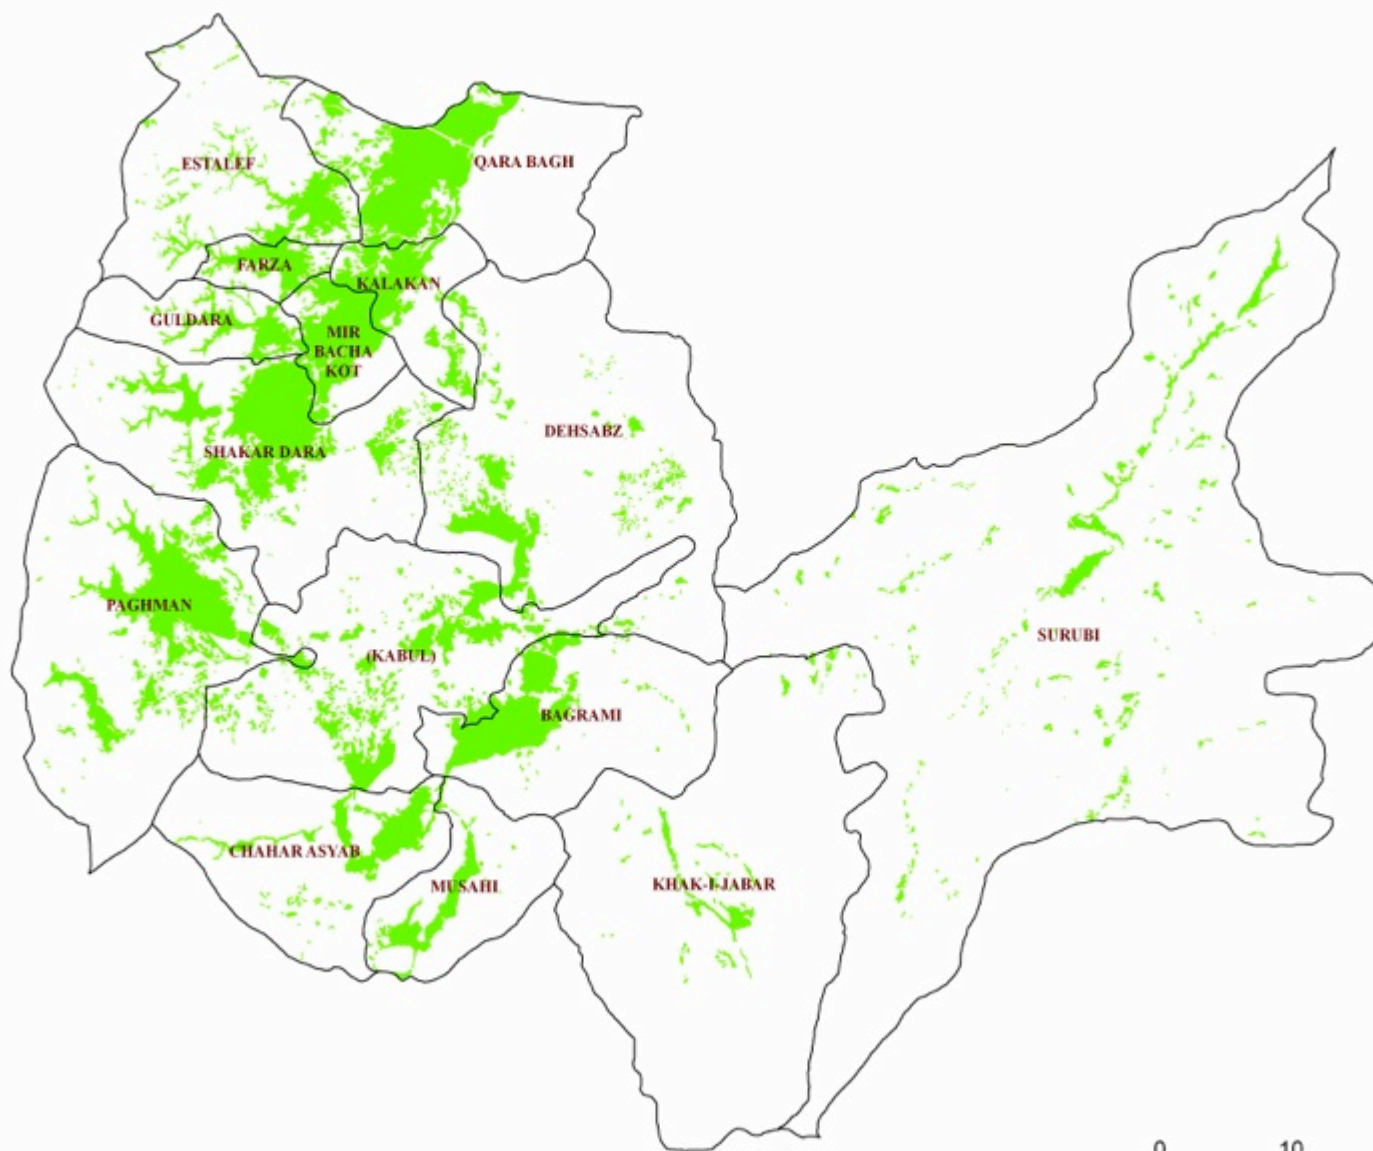 ESTALEF
QARA BAGH
FARZA
KALAKAN
GULDARA
MIR
BACHA
KOT
DEHSABZ
SHAKAR DARA
PAGHMAN
(KABUL)
SURUBI
BAGRAMI
CHAHAR ASYAB
MUSAHI
KHAK-I-JABAR
0 10